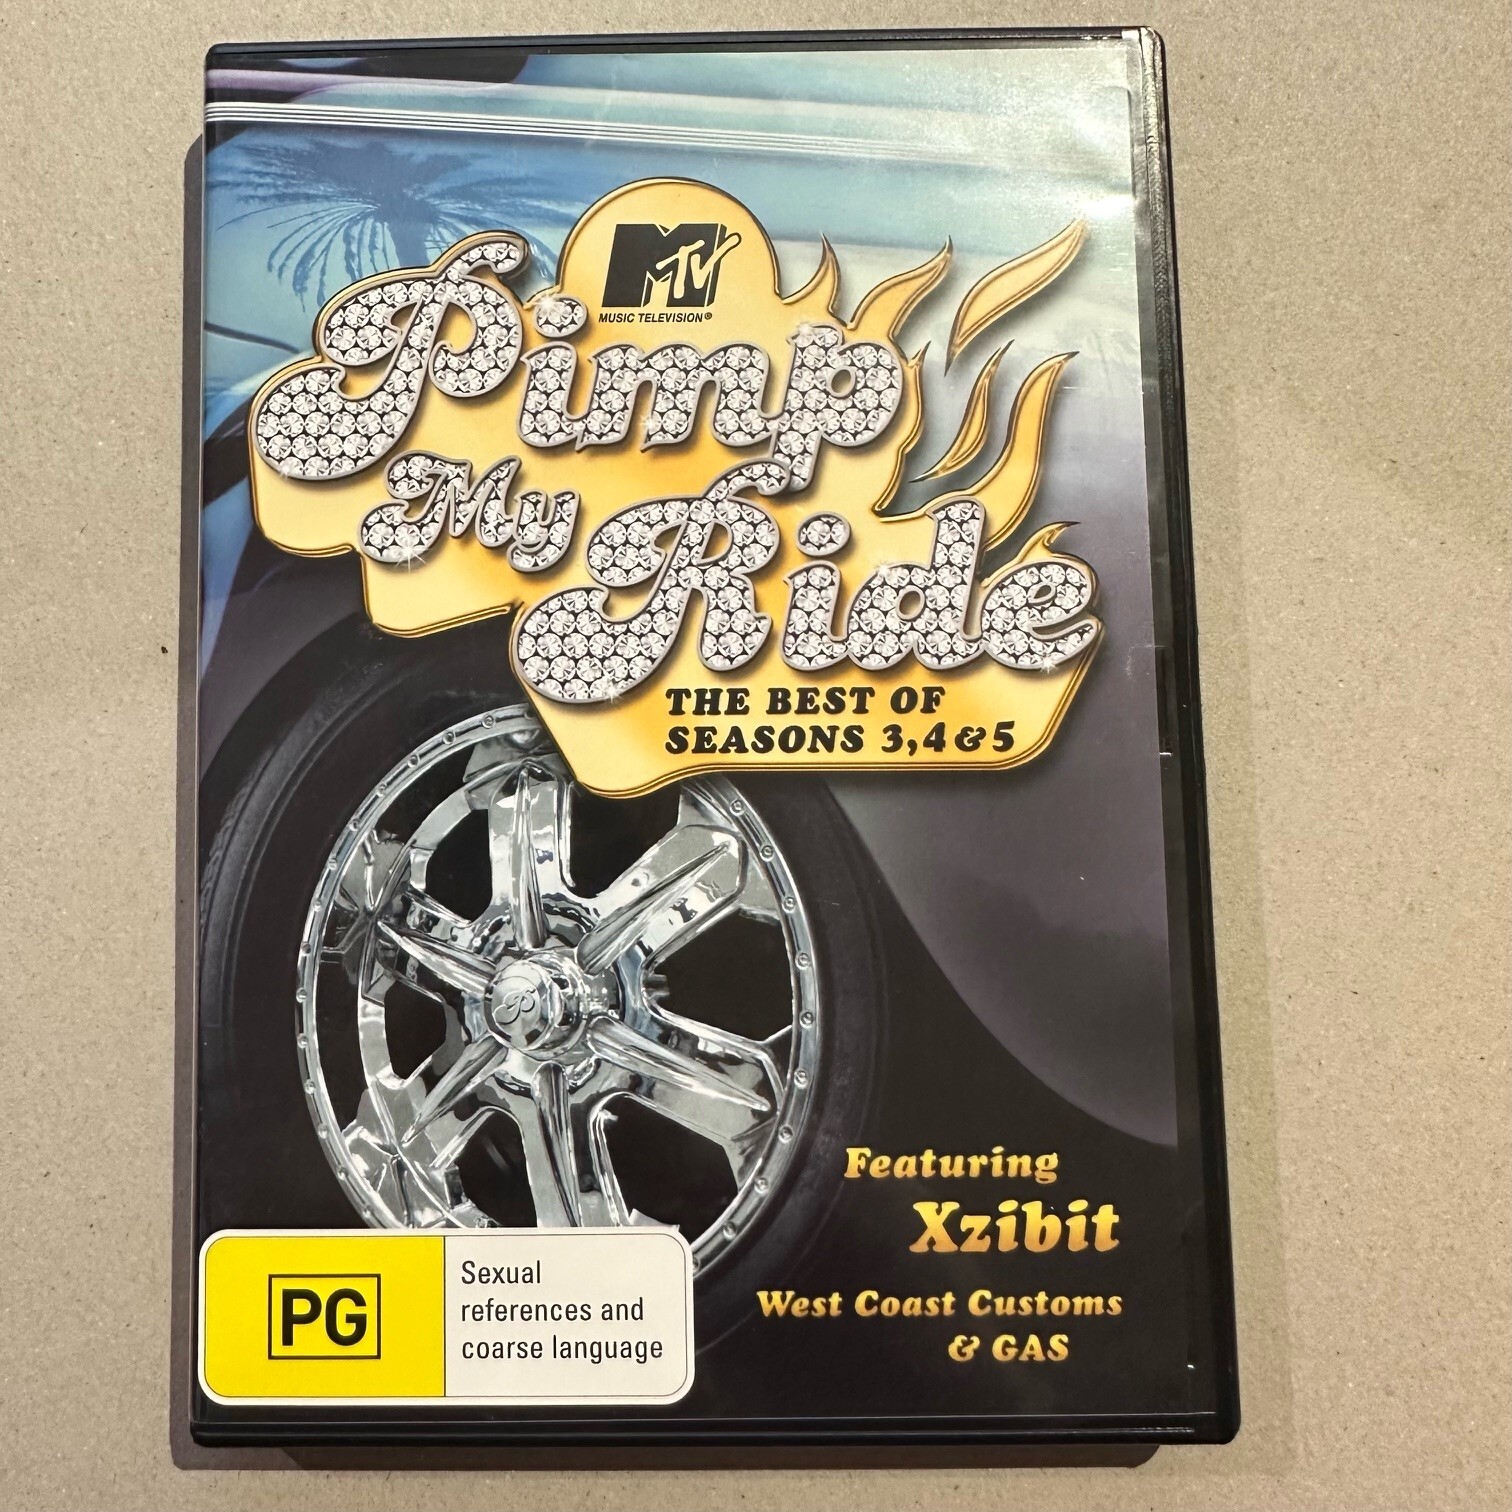 MTV
MUSIC TELEVISION®
Pimp
My Ride
THE BEST OF
SEASONS 3,4&5
P
Featuring
Xzibit
West Coast Customs
& GAS
PG
Sexual
references and
coarse language